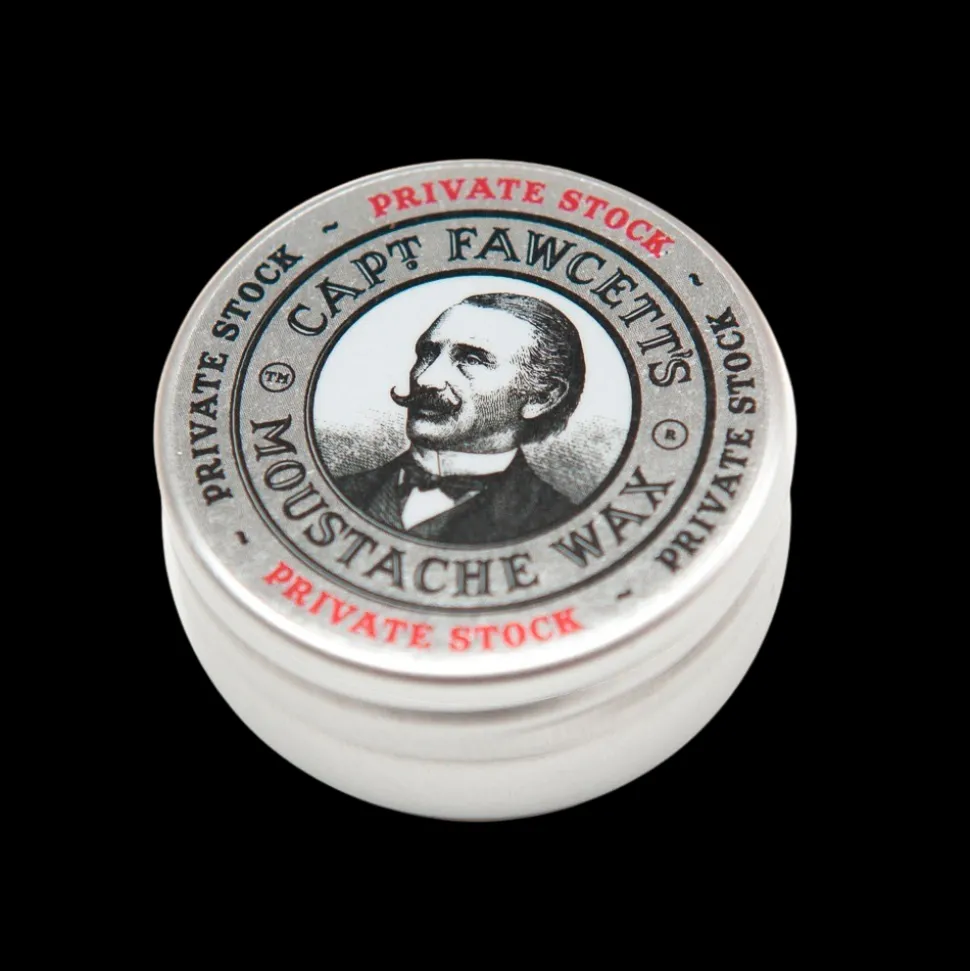 PRIVATE STOCK ~ PRIVATE STOCK ~ PRIVATE STOCK ~ PRIVATE STOCK ~
CAPT FAWCETT'S
TM
®
MOUSTACHE WAX